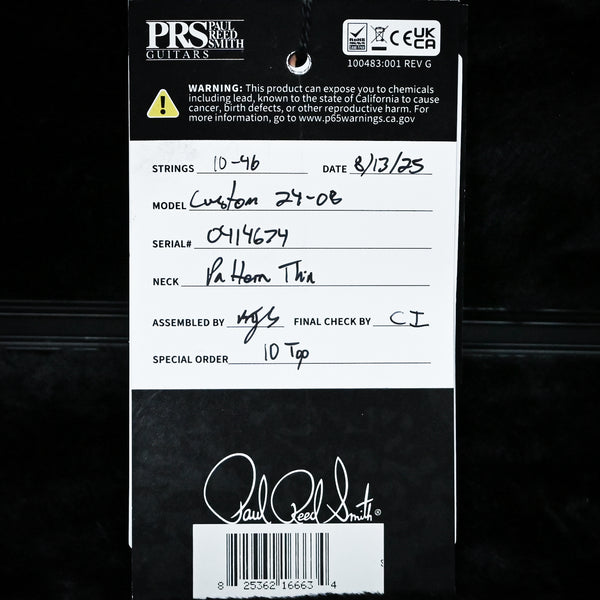 PRS PAUL REED SMITH
GUITARS
RoHS CE UKCA
100483:001 REV G
WARNING: This product can expose you to chemicals
including lead, known to the state of California to cause
cancer, birth defects, or other reproductive harm. For
more information, go to www.p65warnings.ca.gov
STRINGS 10-46 DATE 8/13/25
MODEL Custom 24-08
SERIAL# 0414674
NECK Pattern Thin
ASSEMBLED BY FINAL CHECK BY CI
SPECIAL ORDER 10 Top
Paul Reed Smith®
8 25362 16663 4